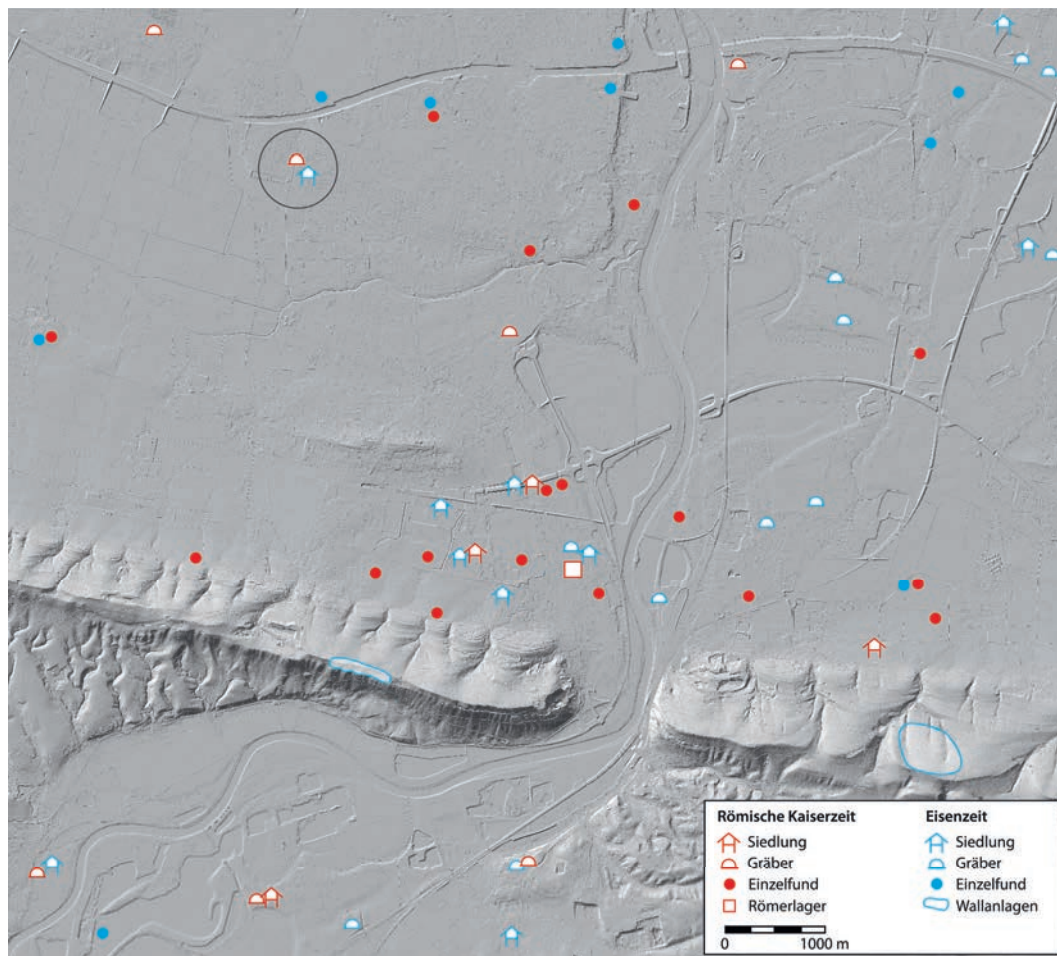 Römische Kaiserzeit
Siedlung
Gräber
Einzelfund
Römerlager
0 1000 m
Eisenzeit
Siedlung
Gräber
Einzelfund
Wallanlagen